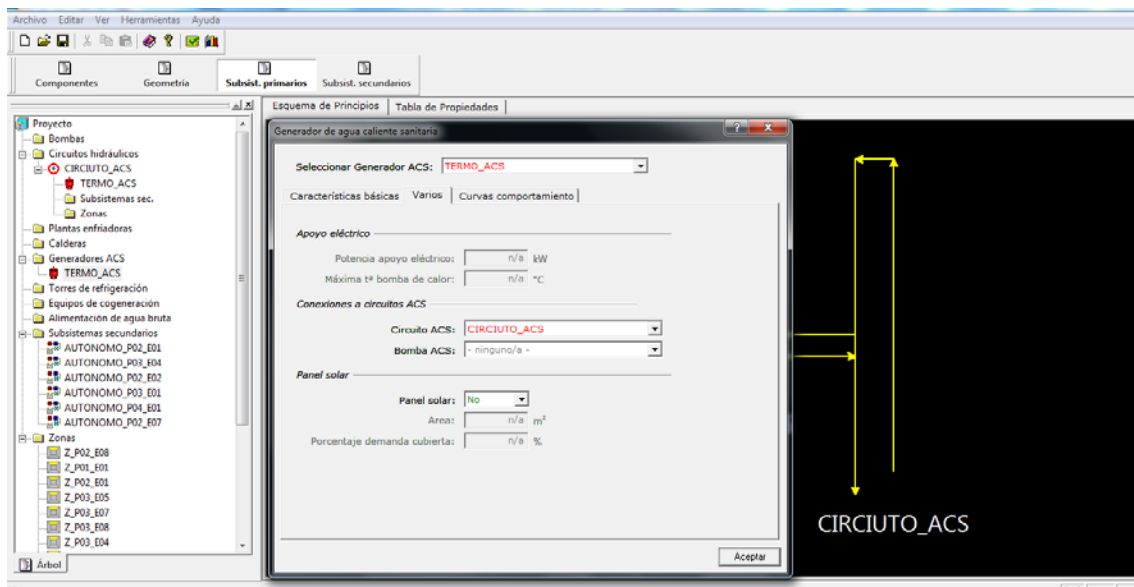 Archivo Editar Ver Herramientas Ayuda
Componentes Geometría Subsist. primarios Subsist. secundarios
Esquema de Principios Tabla de Propiedades
Proyecto
Bombas
Circuitos hidráulicos
CIRCIUTO_ACS
TERMO_ACS
Subsistemas sec.
Zonas
Plantas enfriadoras
Calderas
Generadores ACS
TERMO_ACS
Torres de refrigeración
Equipos de cogeneración
Alimentación de agua bruta
Subsistemas secundarios
AUTONOMO_P02_E01
AUTONOMO_P03_E04
AUTONOMO_P02_E02
AUTONOMO_P03_E01
AUTONOMO_P04_E01
AUTONOMO_P02_E07
Zonas
Z_P02_E08
Z_P01_E01
Z_P02_E01
Z_P03_E05
Z_P03_E07
Z_P03_E08
Z_P03_E04
Árbol
Generador de agua caliente sanitaria
Seleccionar Generador ACS: TERMO_ACS
Características básicas Varios Curvas comportamiento
Apoyo eléctrico
Potencia apoyo eléctrico: n/a kW
Máxima tª bomba de calor: n/a °C
Conexiones a circuitos ACS
Circuito ACS: CIRCIUTO_ACS
Bomba ACS: - ninguno/a -
Panel solar
Panel solar: No
Area: n/a m²
Porcentaje demanda cubierta: n/a %
Aceptar
CIRCIUTO_ACS